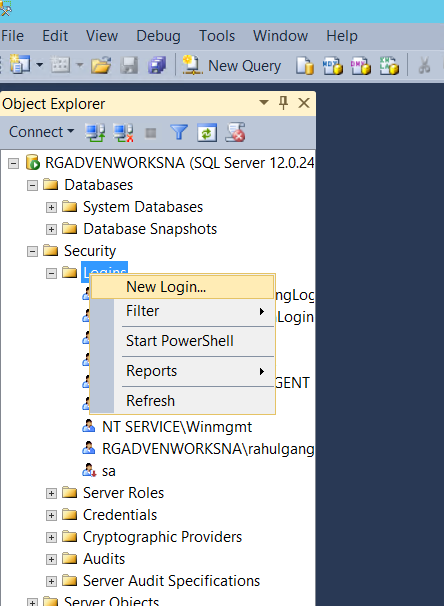 File Edit View Debug Tools Window Help
New Query
MDX DMX
Object Explorer
Connect
RGADVENWORKSNA (SQL Server 12.0.24
Databases
System Databases
Database Snapshots
Security
Logins
New Login... ngLog
Filter Login
Start PowerShell
Reports GENT
Refresh
NT SERVICE\Winmgmt
RGADVENWORKSNA\rahulgang
sa
Server Roles
Credentials
Cryptographic Providers
Audits
Server Audit Specifications
Server Objects